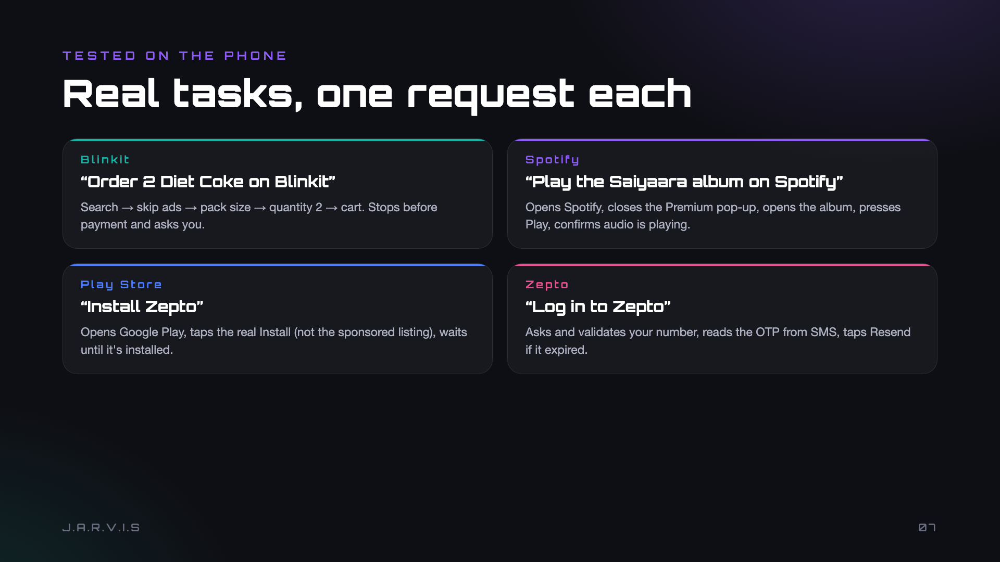 TESTED ON THE PHONE
Real tasks, one request each
Blinkit
“Order 2 Diet Coke on Blinkit”
Search → skip ads → pack size → quantity 2 → cart. Stops before
payment and asks you.
Spotify
“Play the Saiyaara album on Spotify”
Opens Spotify, closes the Premium pop-up, opens the album, presses
Play, confirms audio is playing.
Play Store
“Install Zepto”
Opens Google Play, taps the real Install (not the sponsored listing), waits
until it's installed.
Zepto
“Log in to Zepto”
Asks and validates your number, reads the OTP from SMS, taps Resend
if it expired.
J.A.R.V.I.S
07